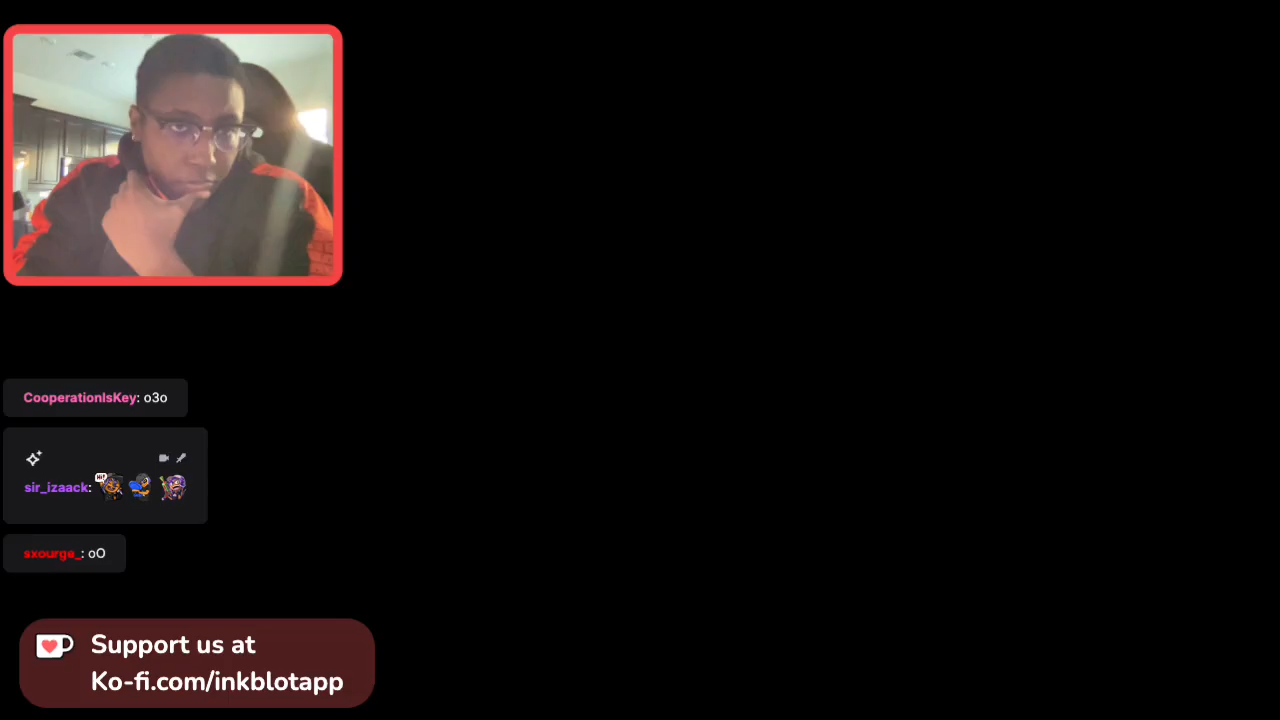 CooperationIsKey: o3o
sir_izaack:
sxourge_: oO
Support us at
Ko-fi.com/inkblotapp